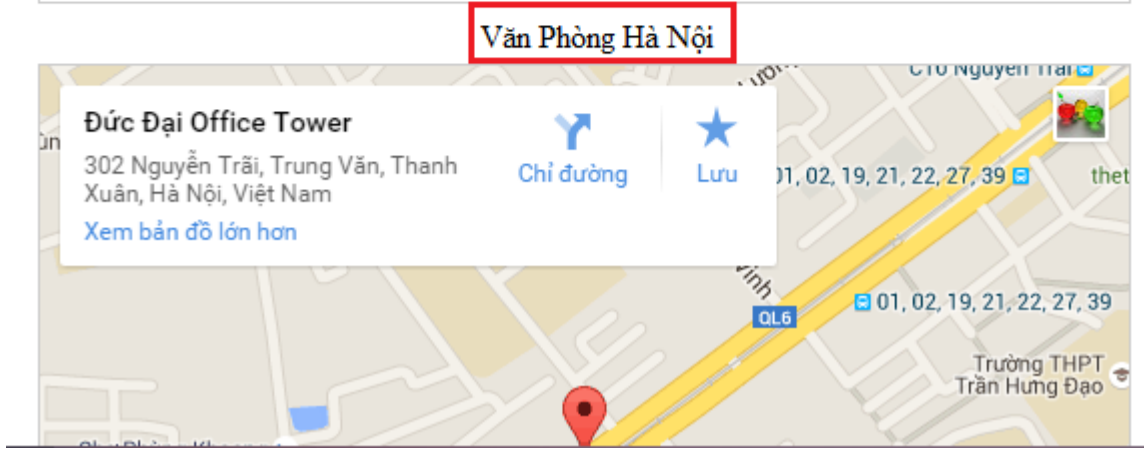 Văn Phòng Hà Nội
C10 Nguyễn Trãi
Đức Đại Office Tower
302 Nguyễn Trãi, Trung Văn, Thanh
Xuân, Hà Nội, Việt Nam
Xem bản đồ lớn hơn
Chỉ đường
Lưu
01, 02, 19, 21, 22, 27, 39
thet
Vinh
QL6
01, 02, 19, 21, 22, 27, 39
Trường THPT
Trần Hưng Đạo